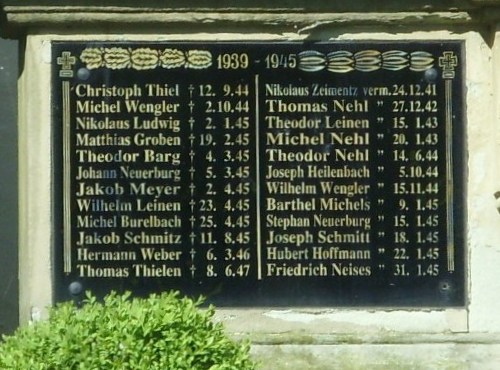 1939 - 1945
Christoph Thiel † 12. 9.44
Michel Wengler † 2.10.44
Nikolaus Ludwig † 2. 1.45
Matthias Groben † 19. 2.45
Theodor Barg † 4. 3.45
Johann Neuerburg † 5. 3.45
Jakob Meyer † 2. 4.45
Wilhelm Leinen † 23. 4.45
Michel Burelbach † 25. 4.45
Jakob Schmitz † 11. 8.45
Hermann Weber † 6. 3.46
Thomas Thielen † 8. 6.47
Nikolaus Zeimentz verm. 24.12.41
Thomas Nehl " 27.12.42
Theodor Leinen " 15. 1.43
Michel Nehl " 20. 1.43
Theodor Nehl " 14. 6.44
Joseph Heilenbach " 5.10.44
Wilhelm Wengler " 15.11.44
Barthel Michels " 9. 1.45
Stephan Neuerburg " 15. 1.45
Joseph Schmitt " 18. 1.45
Hubert Hoffmann " 22. 1.45
Friedrich Neises " 31. 1.45